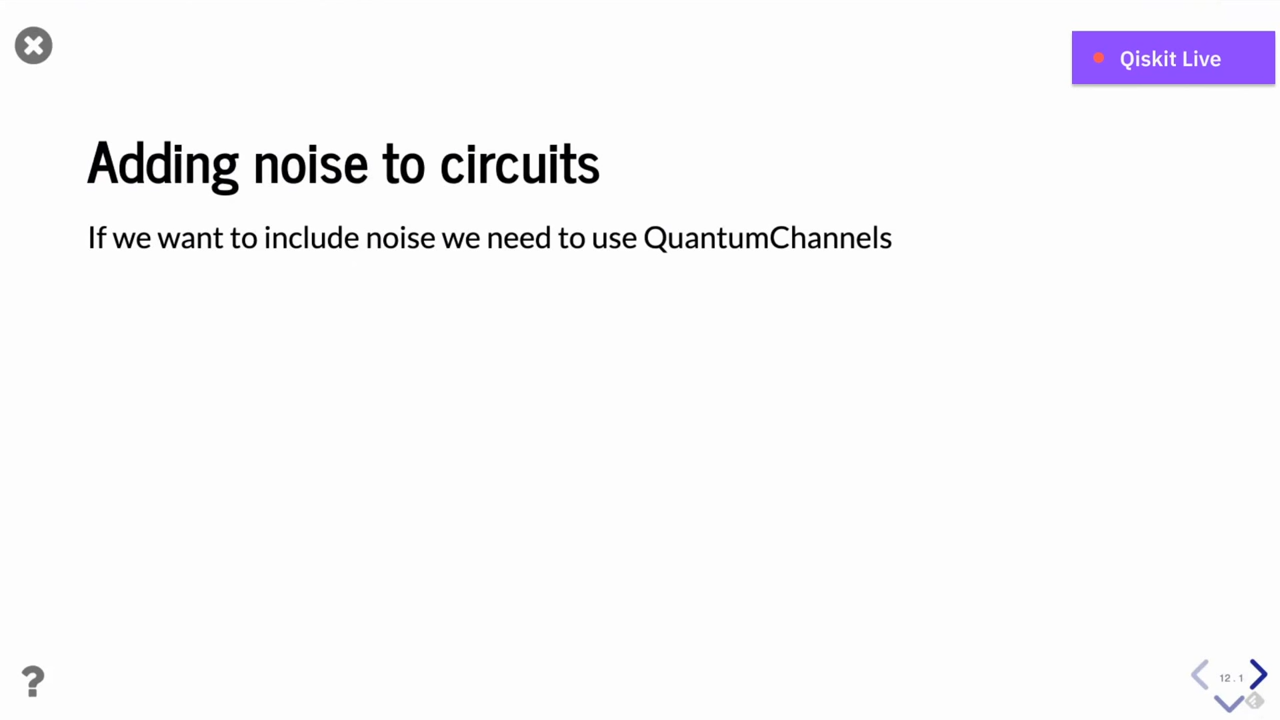 Qiskit Live
Adding noise to circuits
If we want to include noise we need to use QuantumChannels
?
12 . 1